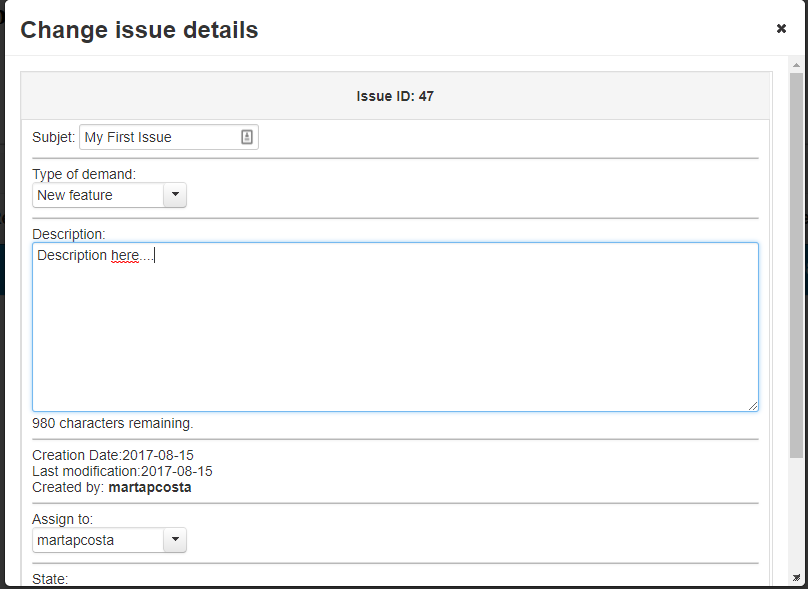 Change issue details
Issue ID: 47
Subjet: My First Issue
Type of demand:
New feature
Description:
Description here....
980 characters remaining.
Creation Date:2017-08-15
Last modification:2017-08-15
Created by: martapcosta
Assign to:
martapcosta
State: